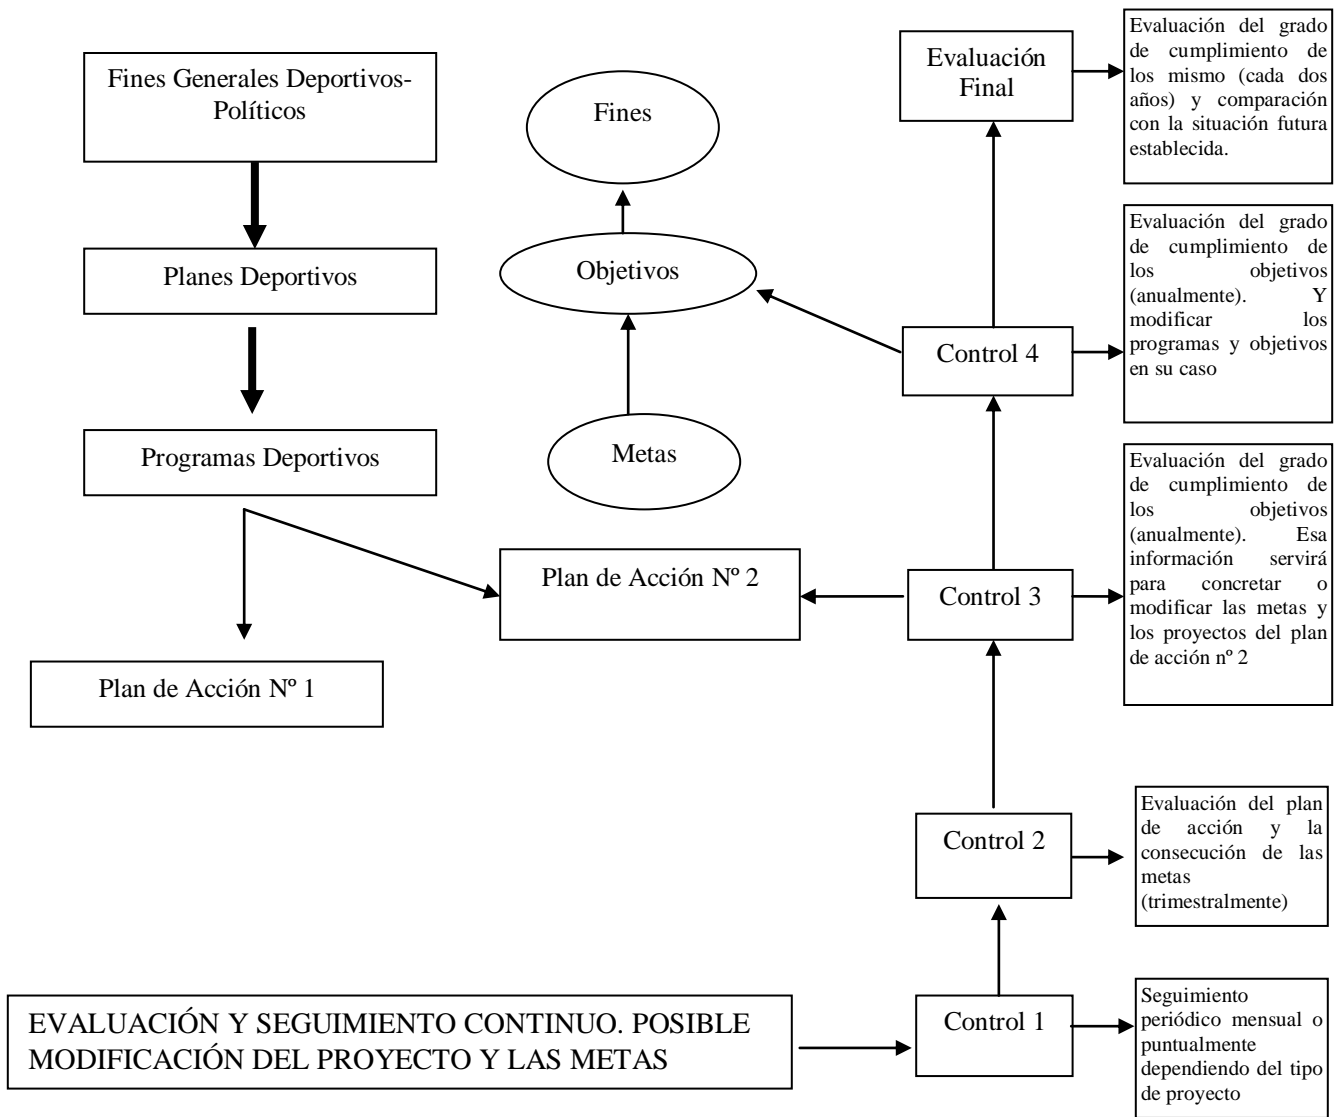 Fines Generales Deportivos-
Políticos
Planes Deportivos
Programas Deportivos
Plan de Acción Nº 1
Fines
Objetivos
Metas
Plan de Acción Nº 2
Evaluación
Final
Evaluación del grado
de cumplimiento de
los mismo (cada dos
años) y comparación
con la situación futura
establecida.
Control 4
Evaluación del grado
de cumplimiento de
los objetivos
(anualmente). Y
modificar los
programas y objetivos
en su caso
Control 3
Evaluación del grado
de cumplimiento de
los objetivos
(anualmente). Esa
información servirá
para concretar o
modificar las metas y
los proyectos del plan
de acción nº 2
Control 2
Evaluación del plan
de acción y la
consecución de las
metas
(trimestralmente)
EVALUACIÓN Y SEGUIMIENTO CONTINUO. POSIBLE
MODIFICACIÓN DEL PROYECTO Y LAS METAS
Control 1
Seguimiento
periódico mensual o
puntualmente
dependiendo del tipo
de proyecto